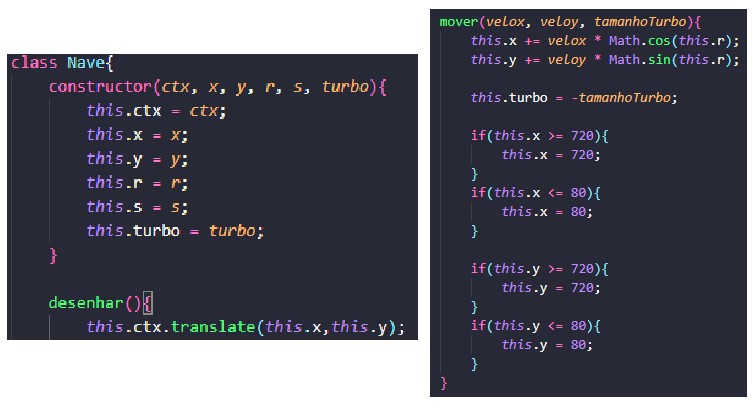 class Nave{
constructor(ctx, x, y, r, s, turbo){
this.ctx = ctx;
this.x = x;
this.y = y;
this.r = r;
this.s = s;
this.turbo = turbo;
}
desenhar(){
this.ctx.translate(this.x,this.y);
mover(velox, veloy, tamanhoTurbo){
this.x += velox * Math.cos(this.r);
this.y += veloy * Math.sin(this.r);
this.turbo = -tamanhoTurbo;
if(this.x >= 720){
this.x = 720;
}
if(this.x <= 80){
this.x = 80;
}
if(this.y >= 720){
this.y = 720;
}
if(this.y <= 80){
this.y = 80;
}
}